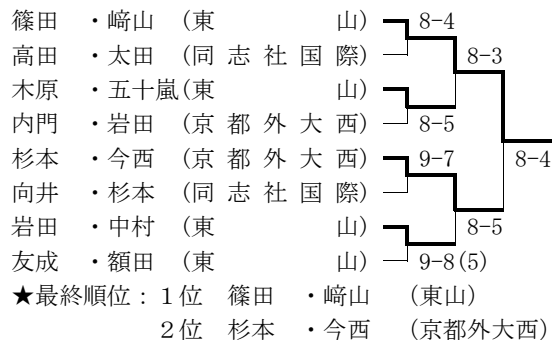 篠田 ・﨑山 (東 山) 8-4
高田 ・太田 (同志社国際) 8-3
木原 ・五十嵐(東 山)
内門 ・岩田 (京都外大西) 8-5
杉本 ・今西 (京都外大西) 9-7 8-4
向井 ・杉本 (同志社国際)
岩田 ・中村 (東 山) 8-5
友成 ・額田 (東 山) 9-8(5)
★最終順位:1位 篠田 ・﨑山 (東山)
2位 杉本 ・今西 (京都外大西)